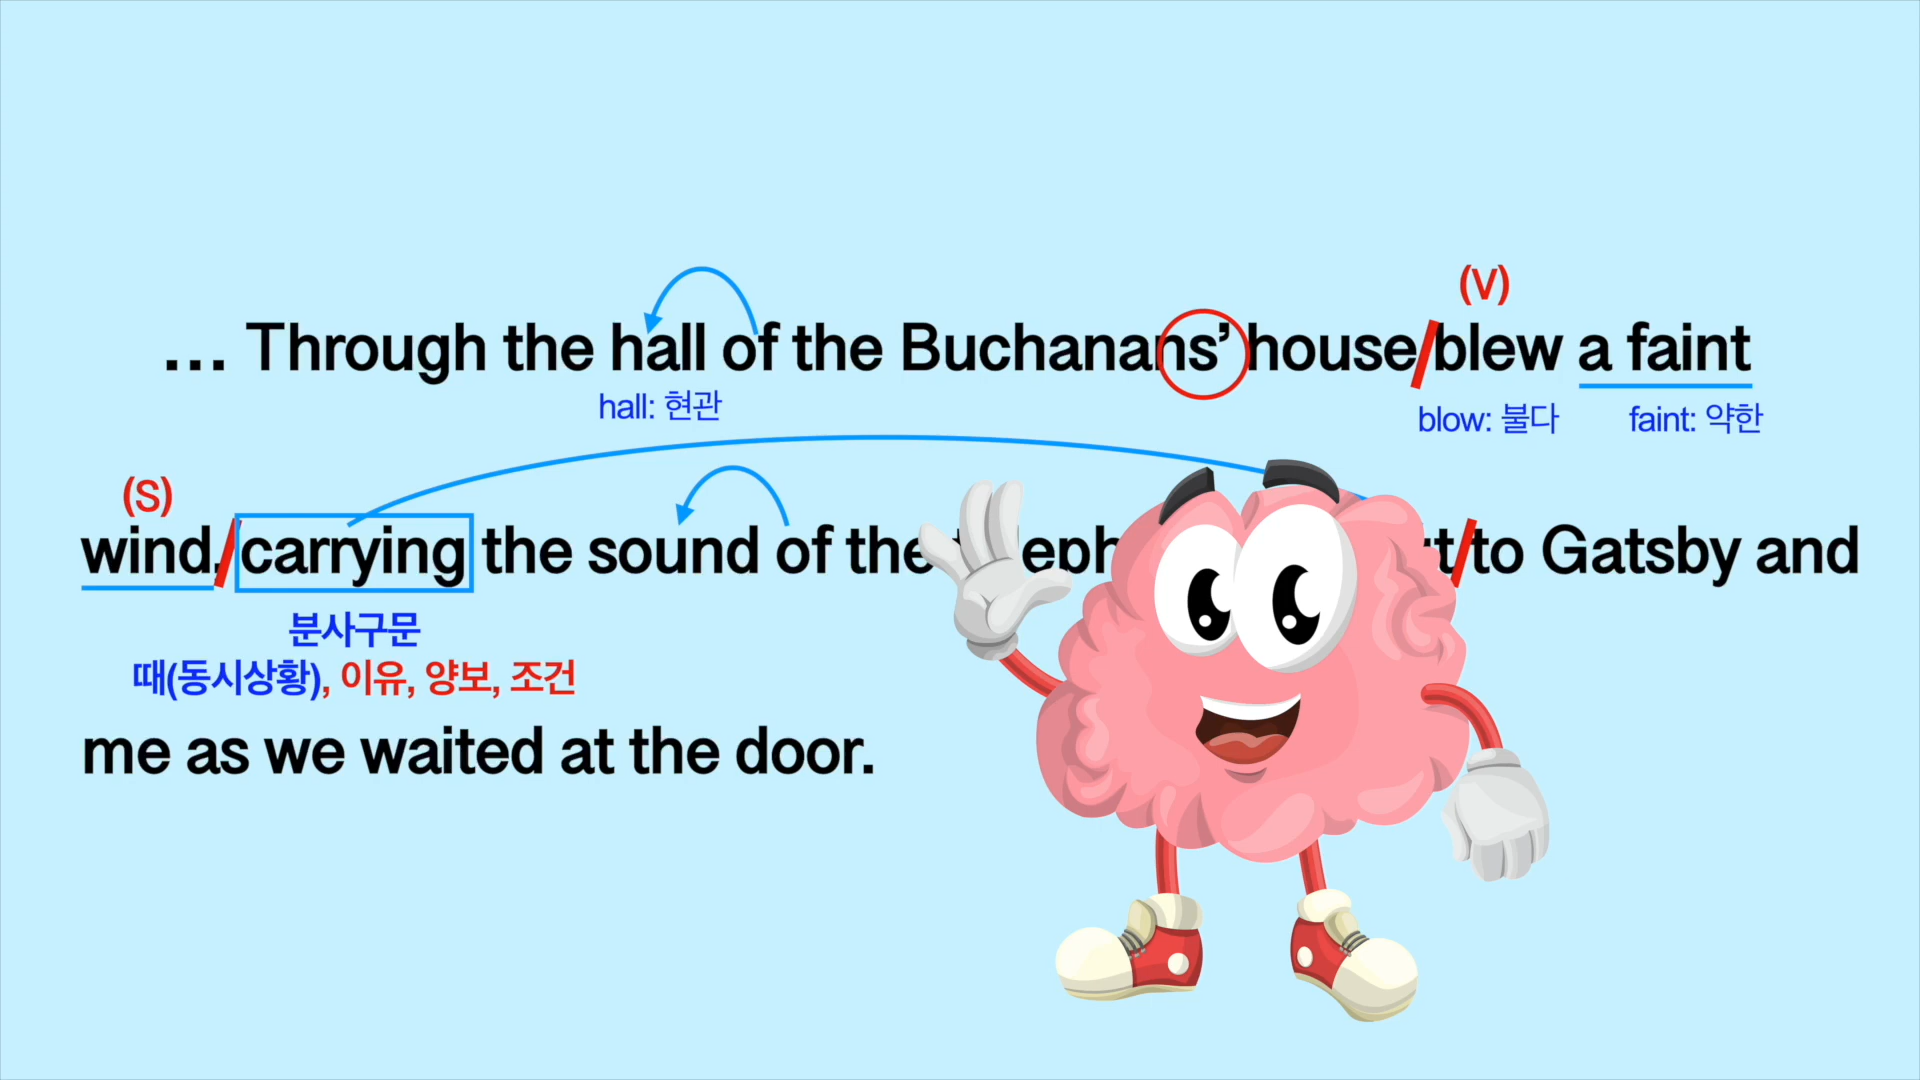 (V)
… Through the hall of the Buchanans’ house/blew a faint
hall: 현관 blow: 불다 faint: 약한
(S)
wind,/carrying the sound of the /to Gatsby and
분사구문
때(동시상황), 이유, 양보, 조건
me as we waited at the door.